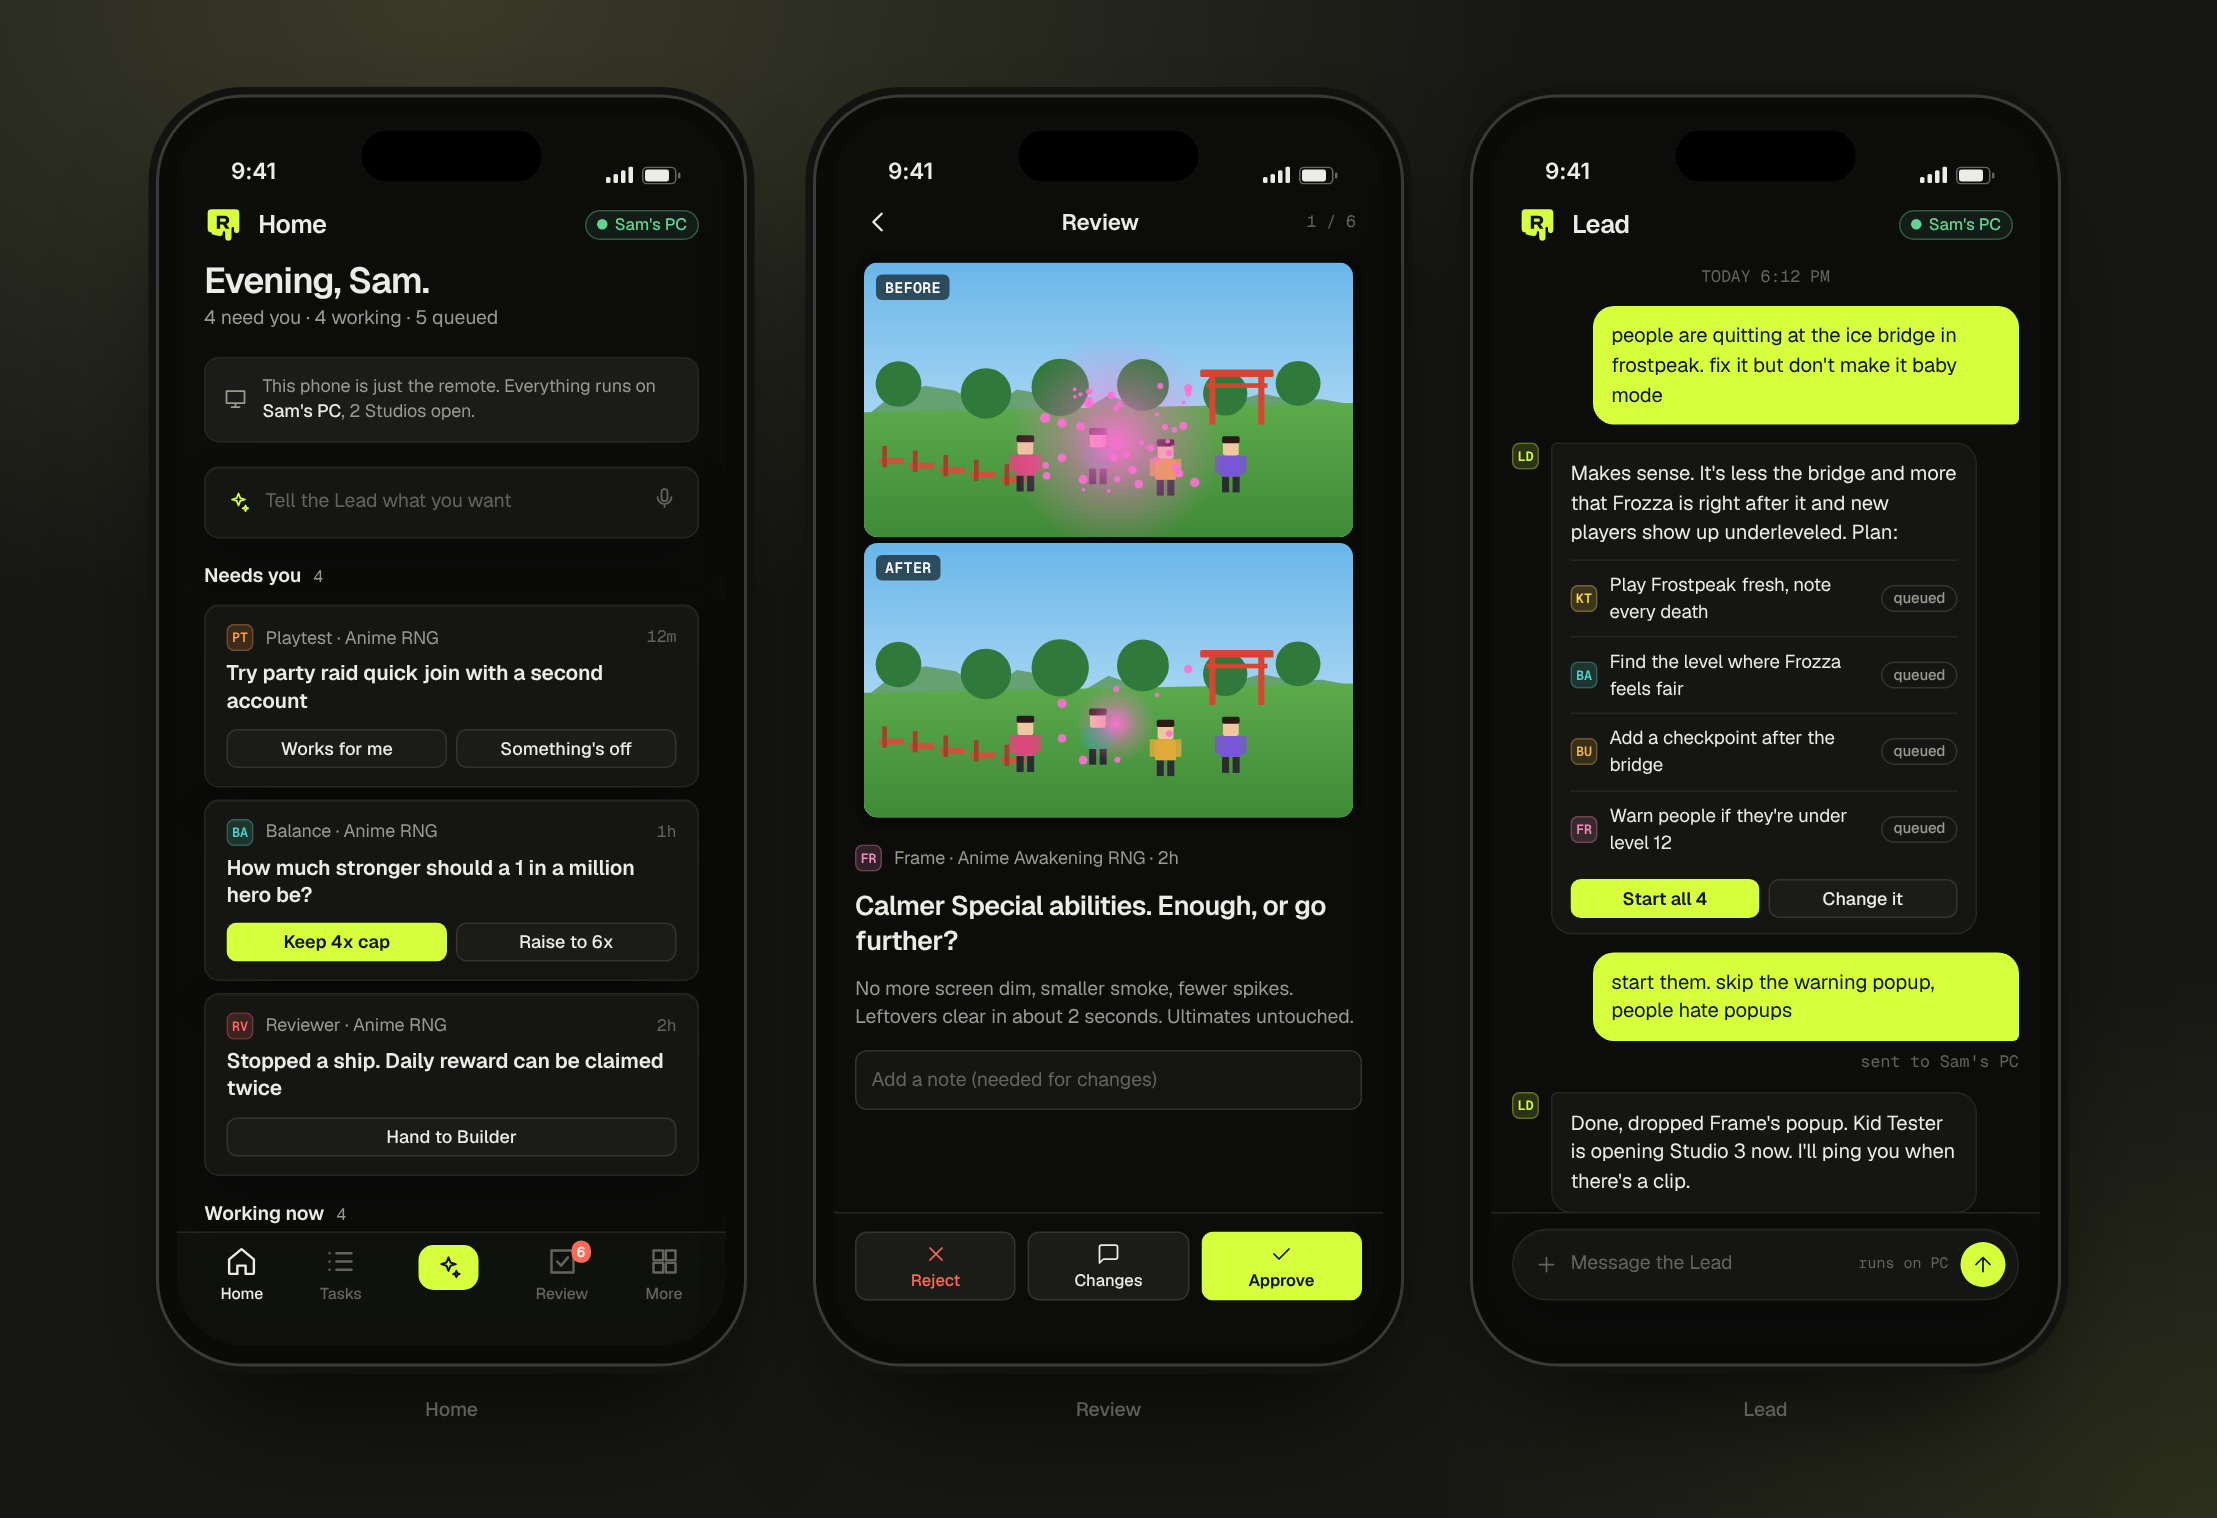 9:41
R
Home
Sam's PC
Evening, Sam.
4 need you · 4 working · 5 queued
This phone is just the remote. Everything runs on
Sam's PC, 2 Studios open.
Tell the Lead what you want
Needs you 4
PT Playtest · Anime RNG 12m
Try party raid quick join with a second
account
Works for me
Something's off
BA Balance · Anime RNG 1h
How much stronger should a 1 in a million
hero be?
Keep 4x cap
Raise to 6x
RV Reviewer · Anime RNG 2h
Stopped a ship. Daily reward can be claimed
twice
Hand to Builder
Working now 4
6
Home
Tasks
Review
More
Home
9:41
Review
1 / 6
BEFORE
AFTER
FR Frame · Anime Awakening RNG · 2h
Calmer Special abilities. Enough, or go
further?
No more screen dim, smaller smoke, fewer spikes.
Leftovers clear in about 2 seconds. Ultimates untouched.
Add a note (needed for changes)
Reject
Changes
Approve
Review
9:41
R
Lead
Sam's PC
TODAY 6:12 PM
people are quitting at the ice bridge in
frostpeak. fix it but don't make it baby
mode
LD
Makes sense. It's less the bridge and more
that Frozza is right after it and new
players show up underleveled. Plan:
KT Play Frostpeak fresh, note
every death
queued
BA Find the level where Frozza
feels fair
queued
BU Add a checkpoint after the
bridge
queued
FR Warn people if they're under
level 12
queued
Start all 4
Change it
start them. skip the warning popup,
people hate popups
sent to Sam's PC
LD
Done, dropped Frame's popup. Kid Tester
is opening Studio 3 now. I'll ping you when
there's a clip.
Message the Lead
runs on PC
Lead